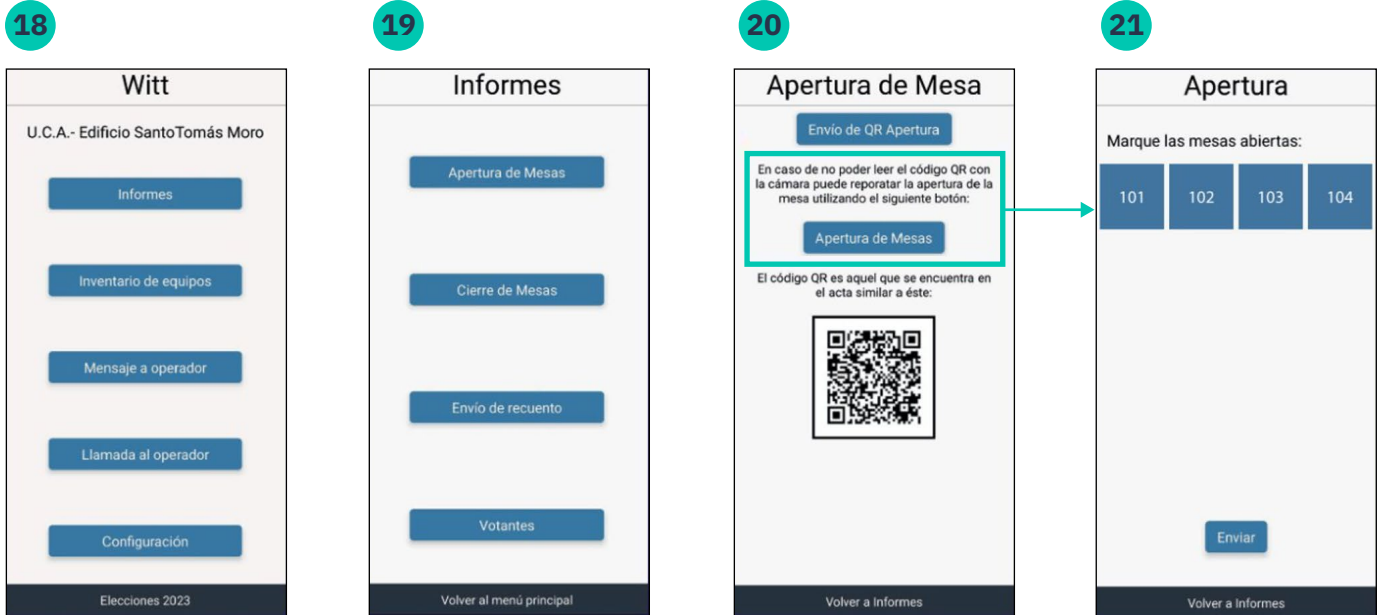 18
Witt
U.C.A.- Edificio SantoTomás Moro
Informes
Inventario de equipos
Mensaje a operador
Llamada al operador
Configuración
Elecciones 2023
19
Informes
Apertura de Mesas
Cierre de Mesas
Envío de recuento
Votantes
Volver al menú principal
20
Apertura de Mesa
Envío de QR Apertura
En caso de no poder leer el código QR con
la cámara puede reporatar la apertura de la
mesa utilizando el siguiente botón:
Apertura de Mesas
El código QR es aquel que se encuentra en
el acta similar a éste:
Volver a Informes
21
Apertura
Marque las mesas abiertas:
101 102 103 104
Enviar
Volver a Informes